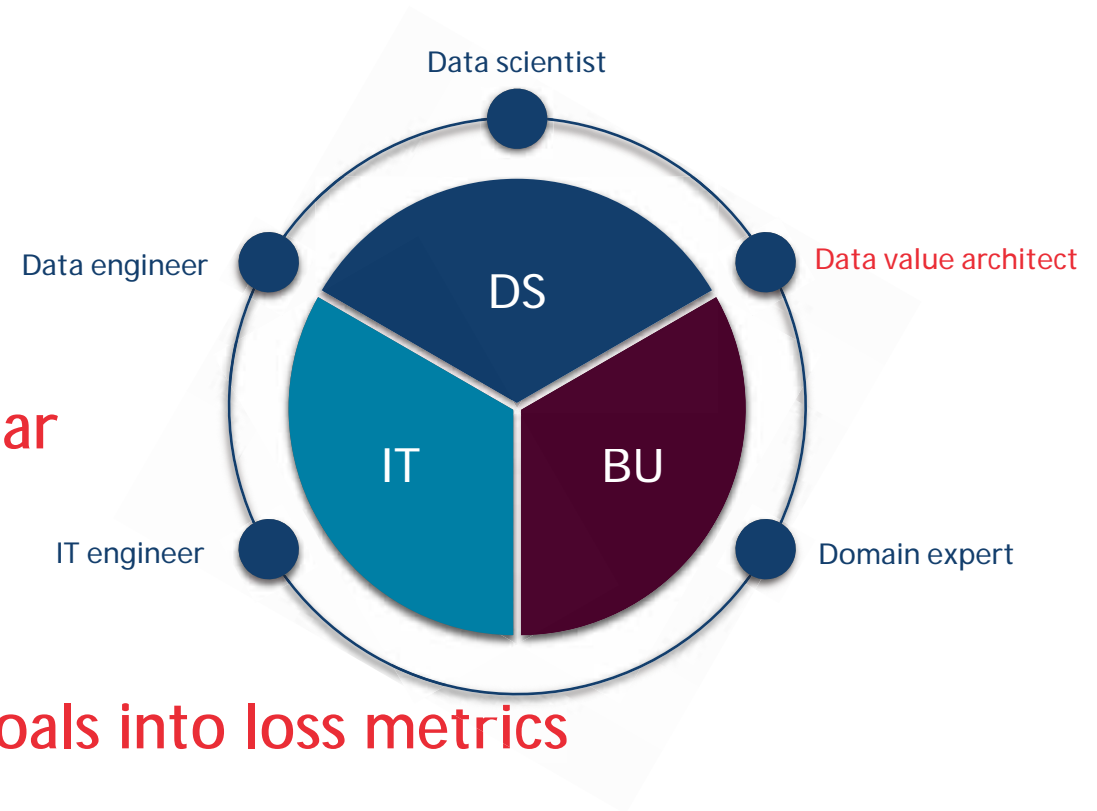 Data scientist
Data engineer
Data value architect
DS
ar
IT
BU
IT engineer
Domain expert
oals into loss metrics